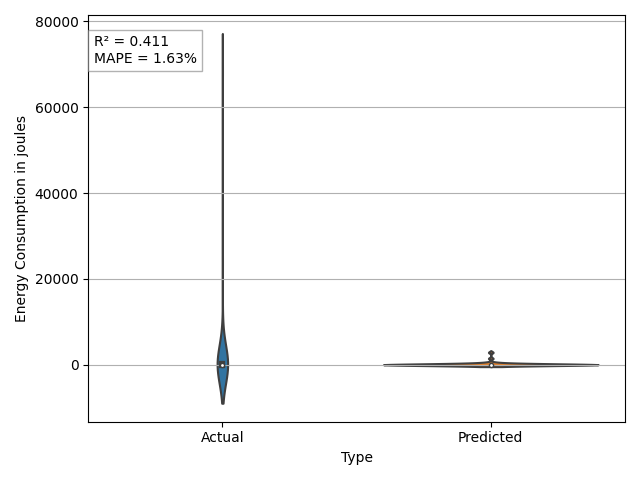 80000
R² = 0.411
MAPE = 1.63%
60000
40000
20000
0
Energy Consumption in joules
Actual
Predicted
Type